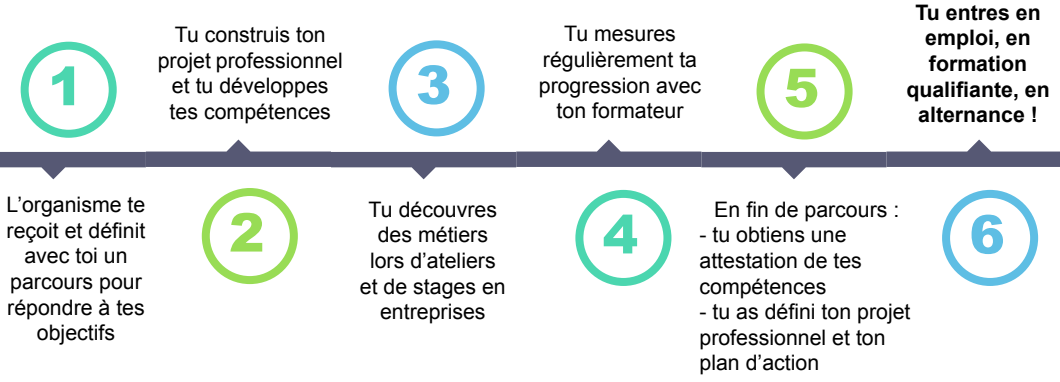 1
L'organisme te
reçoit et définit
avec toi un
parcours pour
répondre à tes
objectifs
Tu construis ton
projet professionnel
et tu développes
tes compétences
2
3
Tu découvres
des métiers
lors d'ateliers
et de stages en
entreprises
Tu mesures
régulièrement ta
progression avec
ton formateur
4
5
En fin de parcours :
- tu obtiens une
attestation de tes
compétences
- tu as défini ton projet
professionnel et ton
plan d'action
Tu entres en
emploi, en
formation
qualifiante, en
alternance !
6